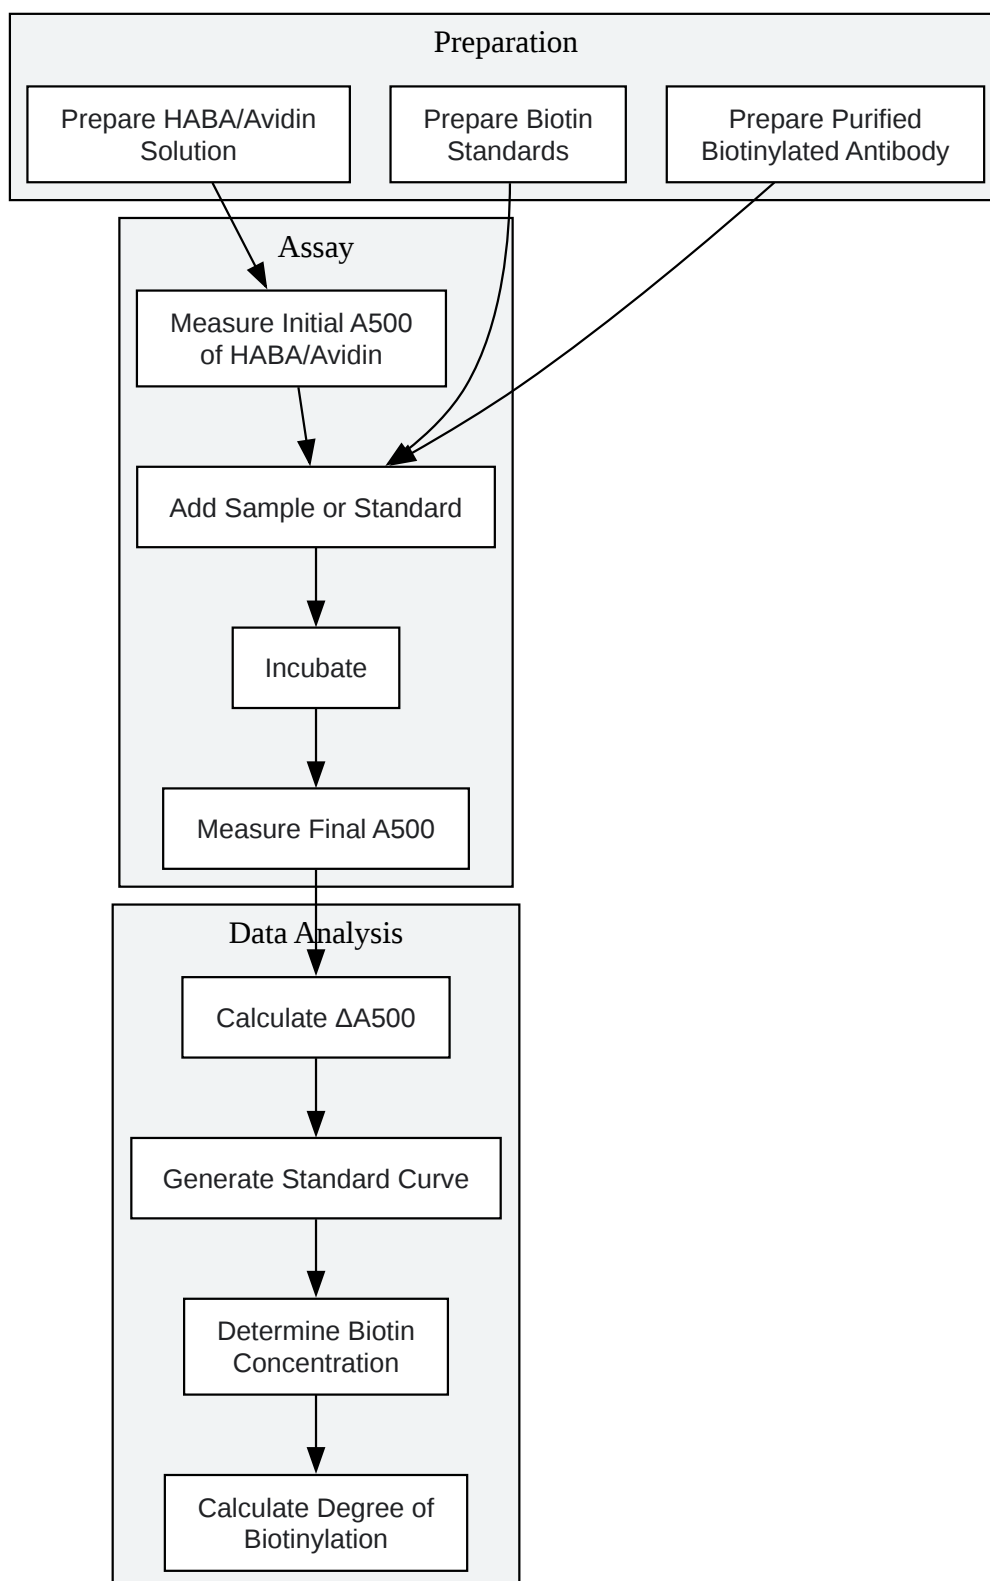 Preparation
Prepare HABA/Avidin
Solution
Prepare Biotin
Standards
Prepare Purified
Biotinylated Antibody
Assay
Measure Initial A500
of HABA/Avidin
Add Sample or Standard
Incubate
Measure Final A500
Data Analysis
Calculate ΔA500
Generate Standard Curve
Determine Biotin
Concentration
Calculate Degree of
Biotinylation